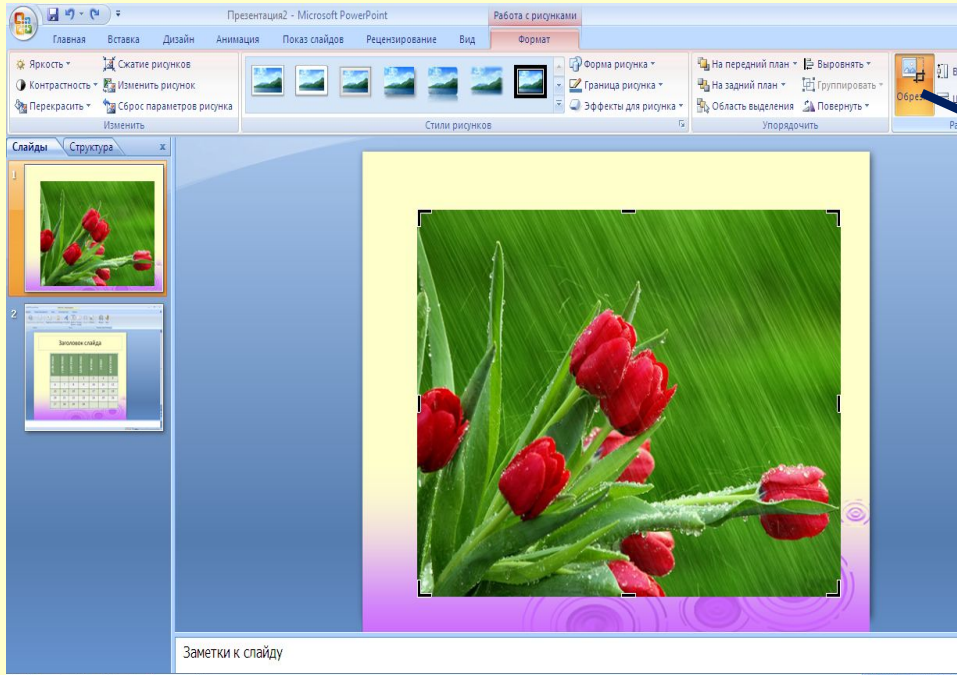 Презентация2 - Microsoft PowerPoint
Работа с рисунками
Главная Вставка Дизайн Анимация Показ слайдов Рецензирование Вид Формат
Яркость Сжатие рисунков Форма рисунка На передний план Выровнять
Контрастность Изменить рисунок Граница рисунка На задний план Группировать
Перекрасить Сброс параметров рисунка Эффекты для рисунка Область выделения Повернуть
Изменить Стили рисунков Упорядочить
Слайды Структура x
1
2
Заголовок слайда
Заметки к слайду